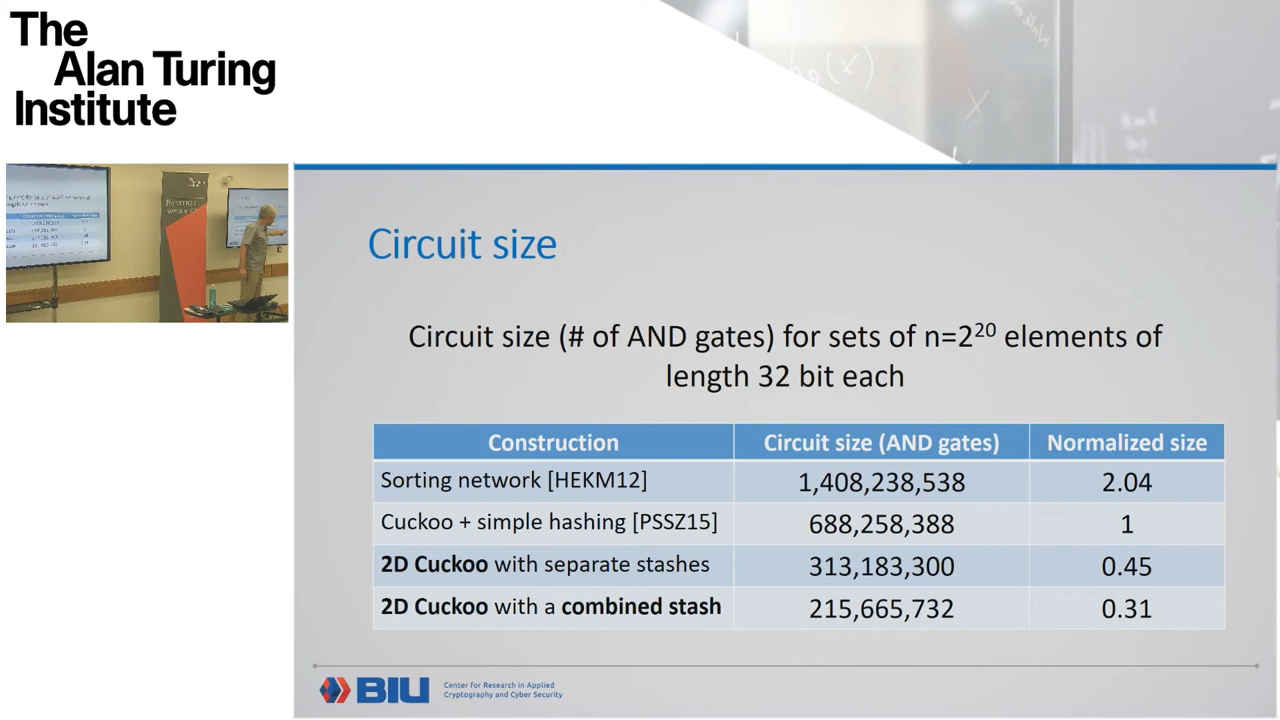 The
Alan Turing
Institute
Circuit size
Circuit size (# of AND gates) for sets of n=2²⁰ elements of
length 32 bit each
Construction Circuit size (AND gates) Normalized size
Sorting network [HEKM12] 1,408,238,538 2.04
Cuckoo + simple hashing [PSSZ15] 688,258,388 1
2D Cuckoo with separate stashes 313,183,300 0.45
2D Cuckoo with a combined stash 215,665,732 0.31
BIU
Center for Research in Applied
Cryptography and Cyber Security